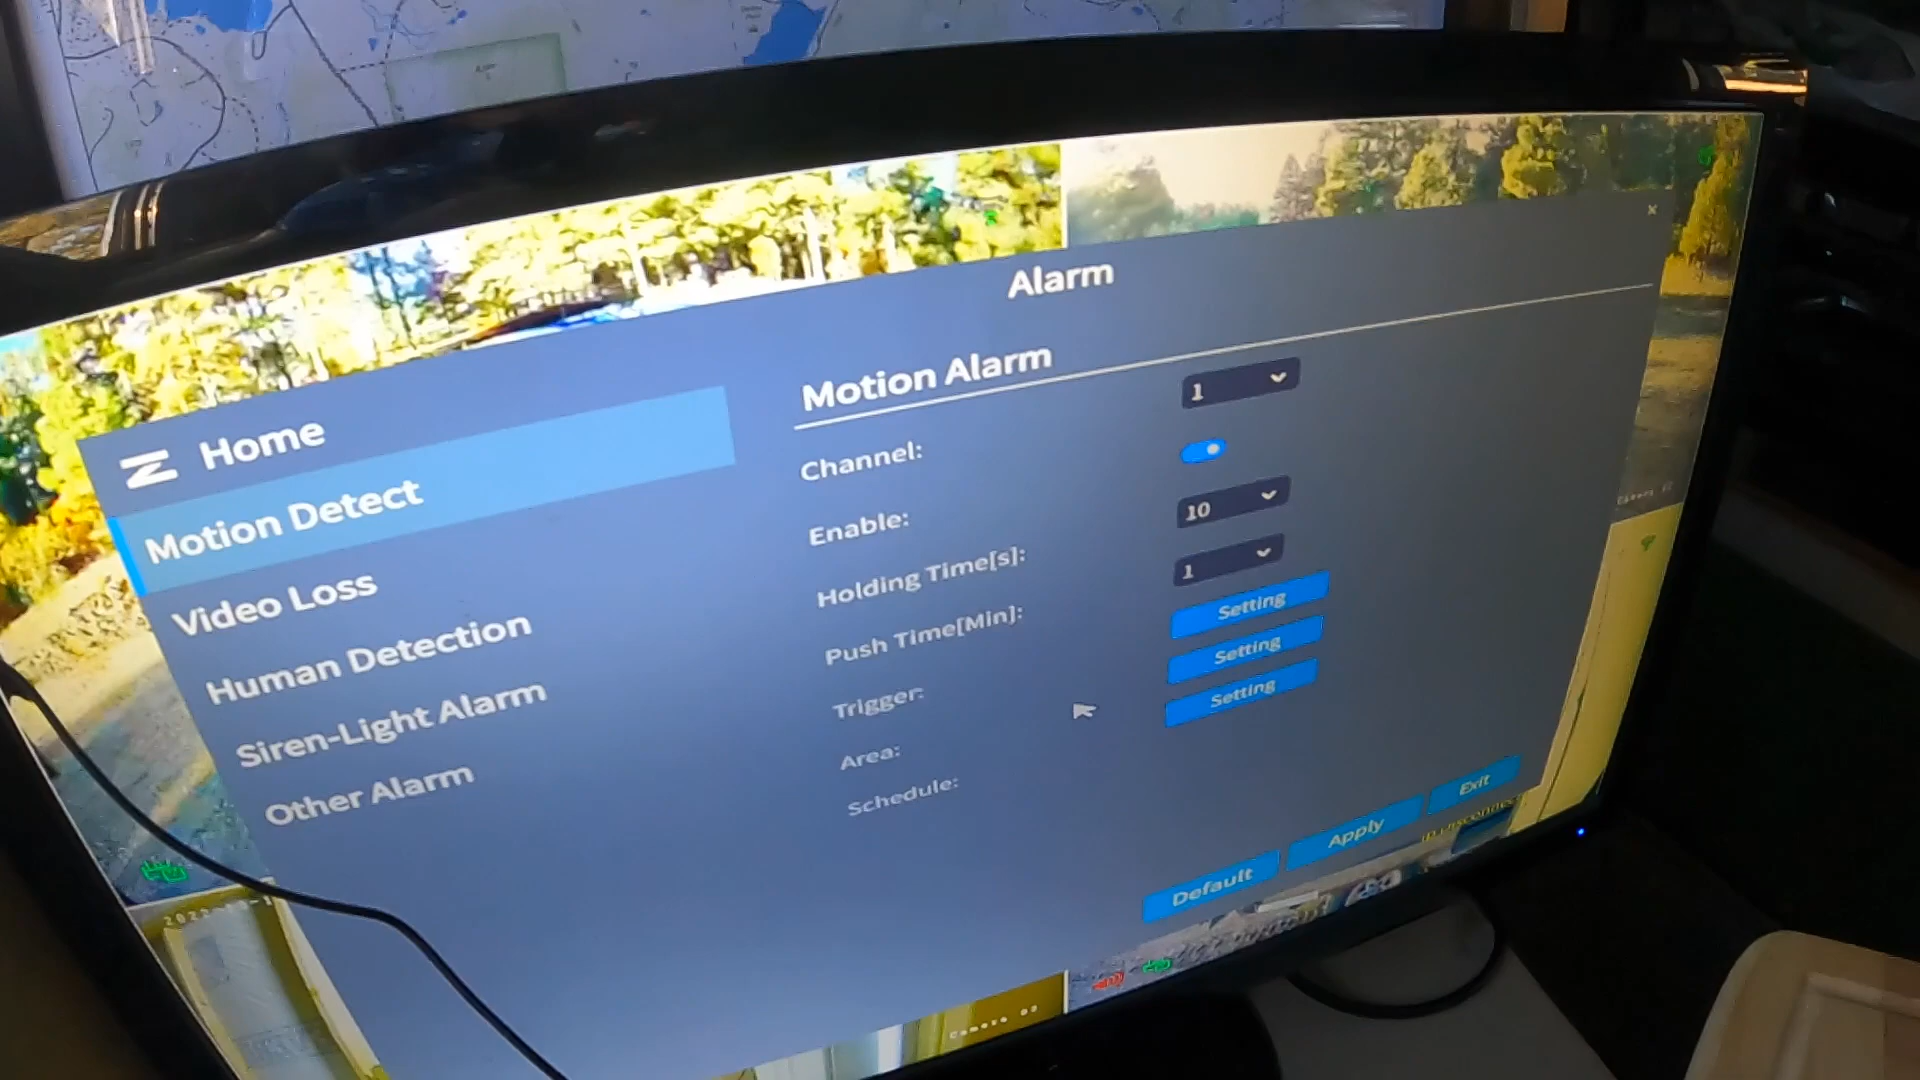 Alarm
Home
Motion Detect
Video Loss
Human Detection
Siren-Light Alarm
Other Alarm
Motion Alarm
Channel:
1
Enable:
Holding Time[s]:
10
Push Time[Min]:
1
Trigger:
Setting
Area:
Setting
Schedule:
Setting
Default
Apply
Exit